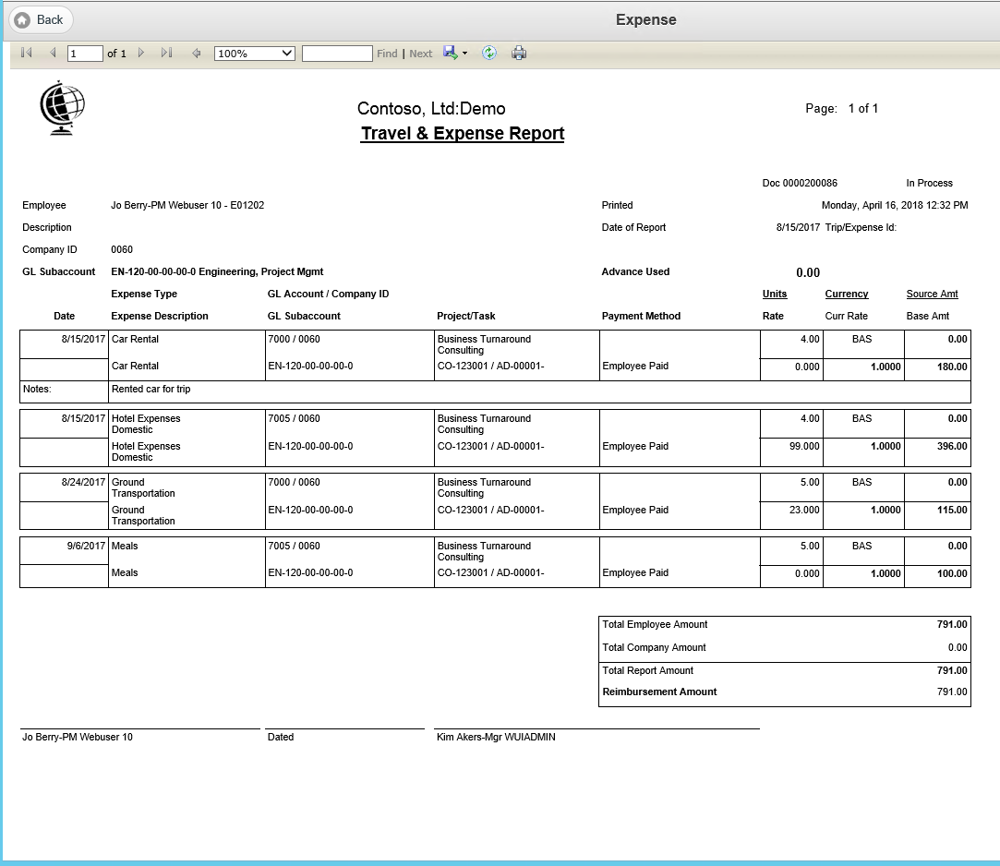 Back
Expense
1 of 1 100% Find | Next
Contoso, Ltd:Demo
Page: 1 of 1
Travel & Expense Report
Doc 0000200086 In Process
Employee Jo Berry-PM Webuser 10 - E01202 Printed Monday, April 16, 2018 12:32 PM
Description Date of Report 8/15/2017 Trip/Expense Id:
Company ID 0060
GL Subaccount EN-120-00-00-00-0 Engineering, Project Mgmt Advance Used 0.00
Expense Type GL Account / Company ID Units Currency Source Amt
Date Expense Description GL Subaccount Project/Task Payment Method Rate Curr Rate Base Amt
8/15/2017 Car Rental 7000 / 0060 Business Turnaround 4.00 BAS 0.00
Consulting
Car Rental EN-120-00-00-00-0 CO-123001 / AD-00001- Employee Paid 0.000 1.0000 180.00
Notes: Rented car for trip
8/15/2017 Hotel Expenses 7005 / 0060 Business Turnaround 4.00 BAS 0.00
Domestic Consulting
Hotel Expenses EN-120-00-00-00-0 CO-123001 / AD-00001- Employee Paid 99.000 1.0000 396.00
Domestic
8/24/2017 Ground 7000 / 0060 Business Turnaround 5.00 BAS 0.00
Transportation Consulting
Ground EN-120-00-00-00-0 CO-123001 / AD-00001- Employee Paid 23.000 1.0000 115.00
Transportation
9/6/2017 Meals 7005 / 0060 Business Turnaround 5.00 BAS 0.00
Consulting
Meals EN-120-00-00-00-0 CO-123001 / AD-00001- Employee Paid 0.000 1.0000 100.00
Total Employee Amount 791.00
Total Company Amount 0.00
Total Report Amount 791.00
Reimbursement Amount 791.00
Jo Berry-PM Webuser 10 Dated Kim Akers-Mgr WUIADMIN